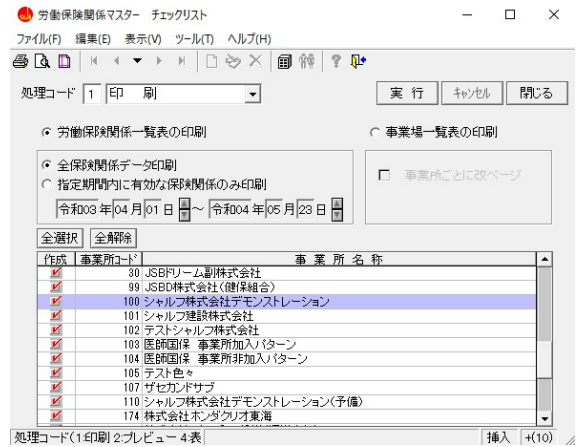 労働保険関係マスター チェックリスト
ファイル(F) 編集(E) 表示(V) ツール(T) ヘルプ(H)
処理コード 1 印 刷 実 行 キャンセル 閉じる
労働保険関係一覧表の印刷 事業場一覧表の印刷
全保険関係データ印刷
指定期間内に有効な保険関係のみ印刷 事業所ごとに改ページ
令和03年04月01日 ~ 令和04年05月23日
全選択 全解除
作成 事業所コード 事 業 所 名 称
30 JSBドリーム副株式会社
99 JSBD株式会社(健保組合)
100 シャルフ株式会社デモンストレーション
101 シャルフ建設株式会社
102 テストシャルフ株式会社
103 医師国保 事業所加入パターン
104 医師国保 事業所非加入パターン
105 テスト色々
107 ザセカンドサブ
110 シャルフ株式会社デモンストレーション(予備)
174 株式会社ホンダクリオ東海
処理コード(1:印刷 2:プレビュー 4:表 挿入 +(10)